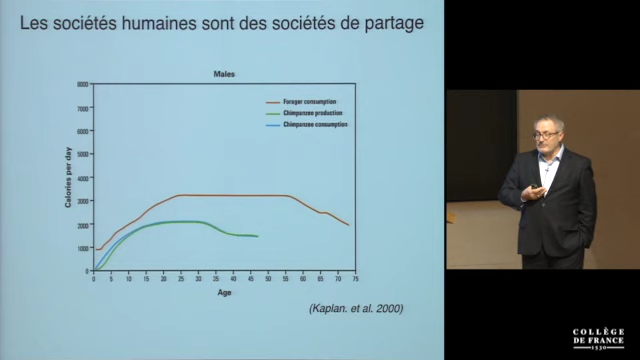 Les sociétés humaines sont des sociétés de partage
Males
8000
7000
6000
5000
4000
3000
2000
1000
0
Calories per day
Forager consumption
Chimpanzee production
Chimpanzee consumption
0 5 10 15 20 25 30 35 40 45 50 55 60 65 70 75
Age
(Kaplan. et al. 2000)
COLLÈGE
DE FRANCE
1530